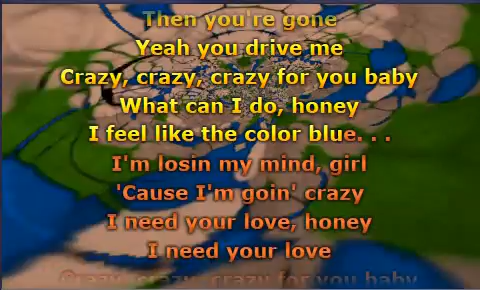 Then you're gone
Yeah you drive me
Crazy, crazy, crazy for you baby
What can I do, honey
I feel like the color blue. . .
I'm losin my mind, girl
'Cause I'm goin' crazy
I need your love, honey
I need your love
Crazy, crazy, crazy for you baby